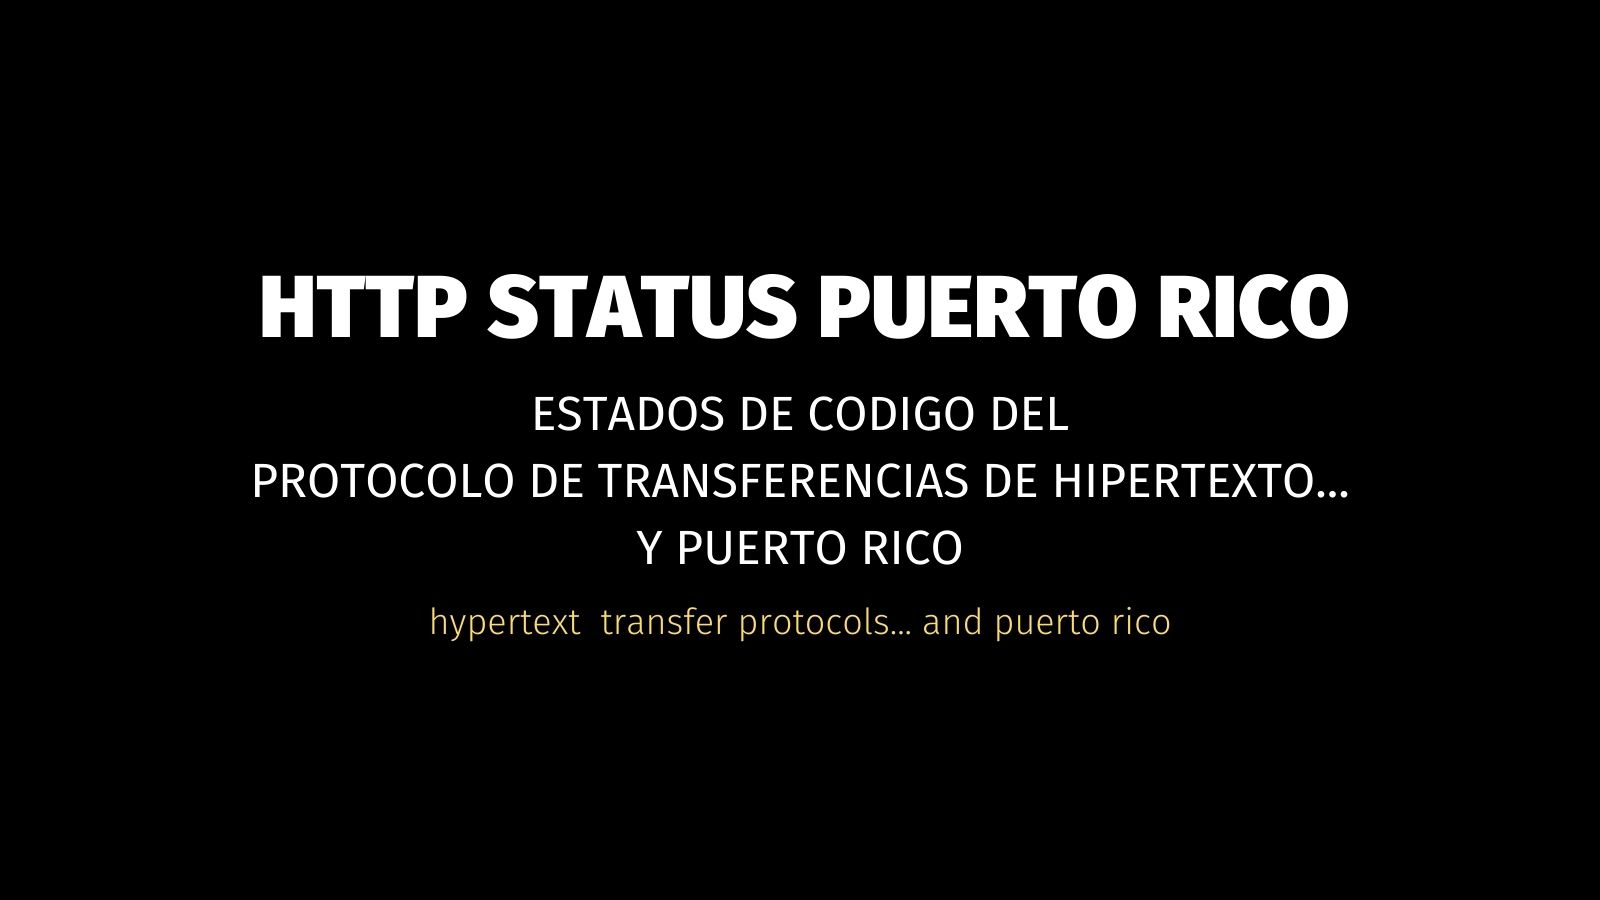 HTTP STATUS PUERTO RICO
ESTADOS DE CODIGO DEL
PROTOCOLO DE TRANSFERENCIAS DE HIPERTEXTO...
Y PUERTO RICO
hypertext  transfer protocols... and puerto rico